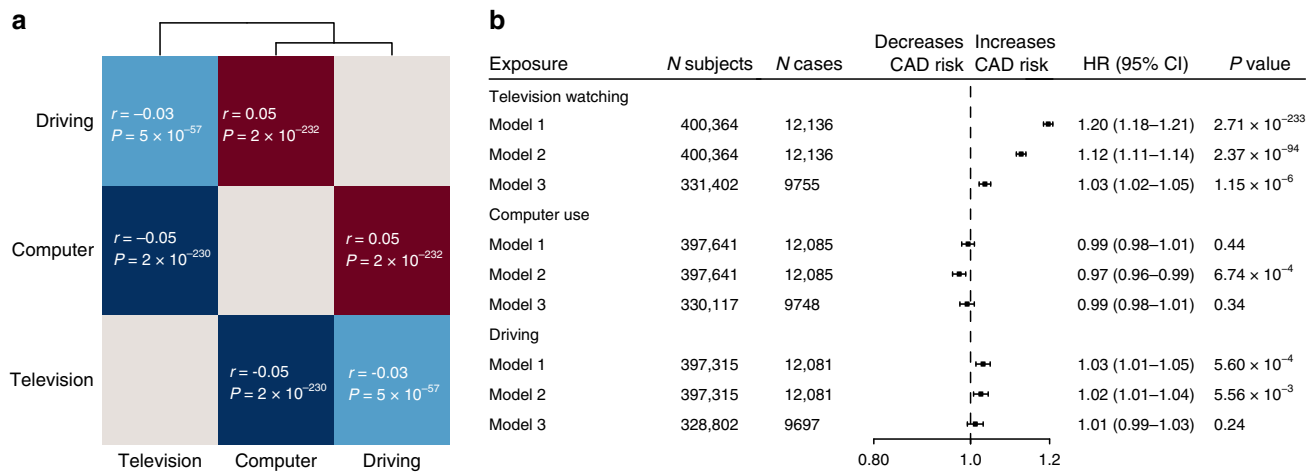 a
Driving
Computer
Television
r = –0.03
P = 5 × 10⁻⁵⁷
r = 0.05
P = 2 × 10⁻²³²
r = –0.05
P = 2 × 10⁻²³⁰
r = 0.05
P = 2 × 10⁻²³²
r = -0.05
P = 2 × 10⁻²³⁰
r = -0.03
P = 5 × 10⁻⁵⁷
Television Computer Driving
b
Decreases Increases
Exposure N subjects N cases CAD risk CAD risk HR (95% CI) P value
Television watching
Model 1 400,364 12,136 1.20 (1.18–1.21) 2.71 × 10⁻²³³
Model 2 400,364 12,136 1.12 (1.11–1.14) 2.37 × 10⁻⁹⁴
Model 3 331,402 9755 1.03 (1.02–1.05) 1.15 × 10⁻⁶
Computer use
Model 1 397,641 12,085 0.99 (0.98–1.01) 0.44
Model 2 397,641 12,085 0.97 (0.96–0.99) 6.74 × 10⁻⁴
Model 3 330,117 9748 0.99 (0.98–1.01) 0.34
Driving
Model 1 397,315 12,081 1.03 (1.01–1.05) 5.60 × 10⁻⁴
Model 2 397,315 12,081 1.02 (1.01–1.04) 5.56 × 10⁻³
Model 3 328,802 9697 1.01 (0.99–1.03) 0.24
0.80 1.0 1.2